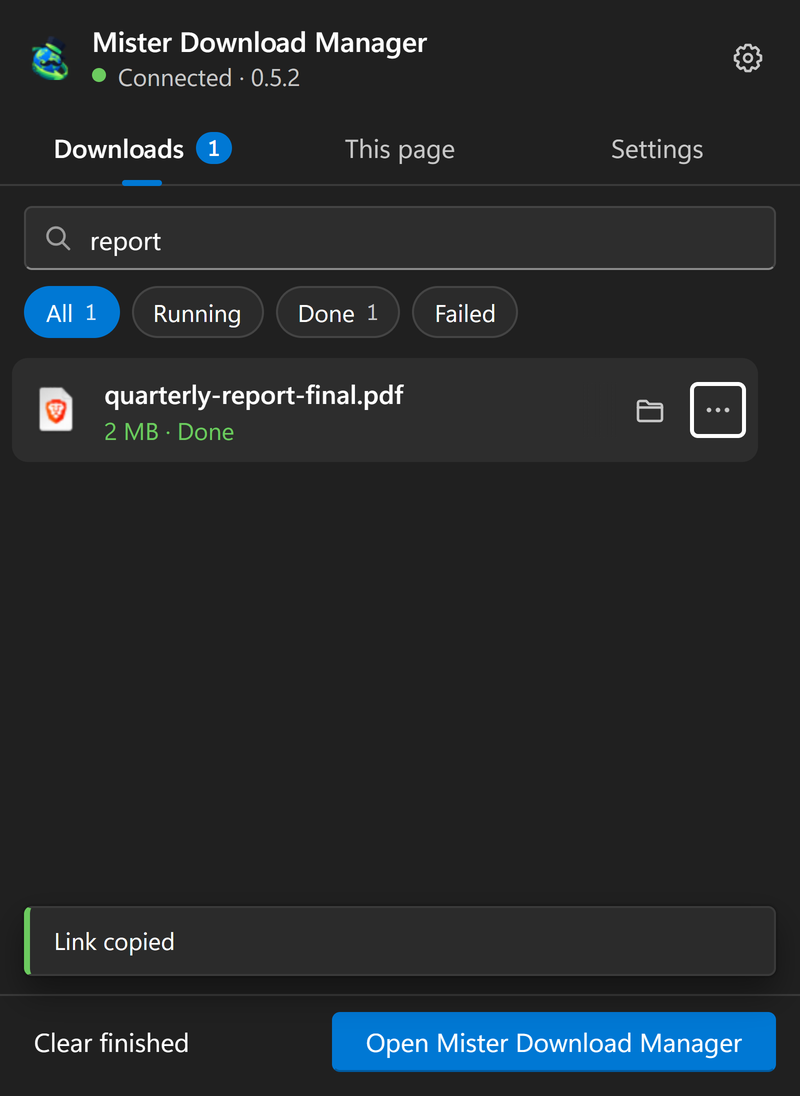 Mister Download Manager
Connected · 0.5.2
Downloads 1
This page
Settings
report
All 1
Running
Done 1
Failed
quarterly-report-final.pdf
2 MB · Done
Link copied
Clear finished
Open Mister Download Manager